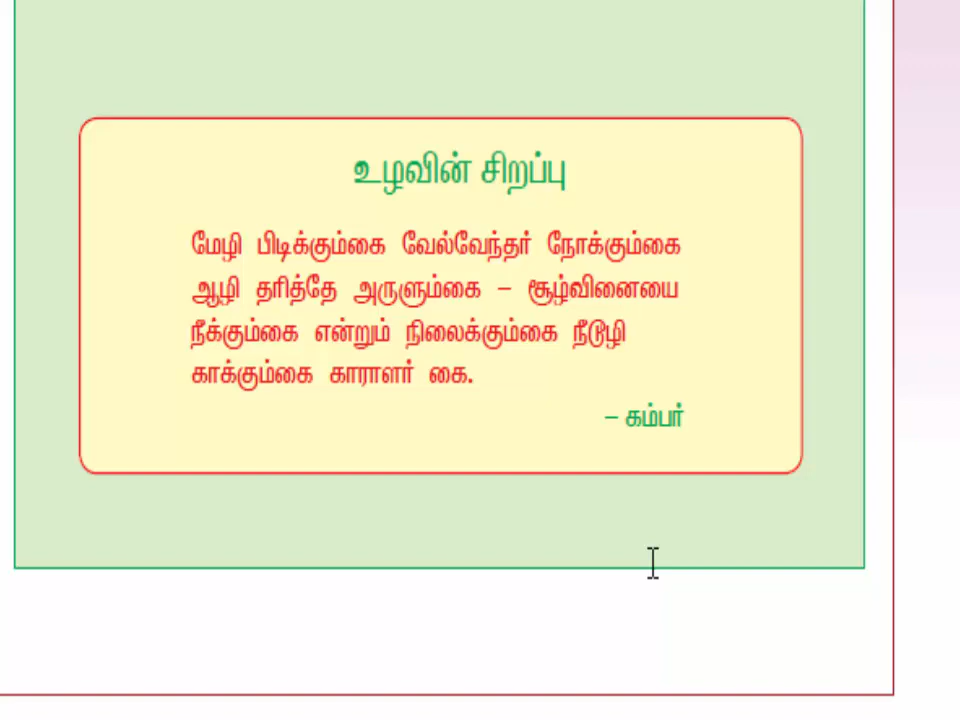 உழவின் சிறப்பு
மேழி பிடிக்கும்கை வேல்வேந்தர் நோக்கும்கை
ஆழி தரித்தே அருளும்கை – சூழ்வினையை
நீக்கும்கை என்றும் நிலைக்கும்கை நீடூழி
காக்கும்கை காராளர் கை.
– கம்பர்